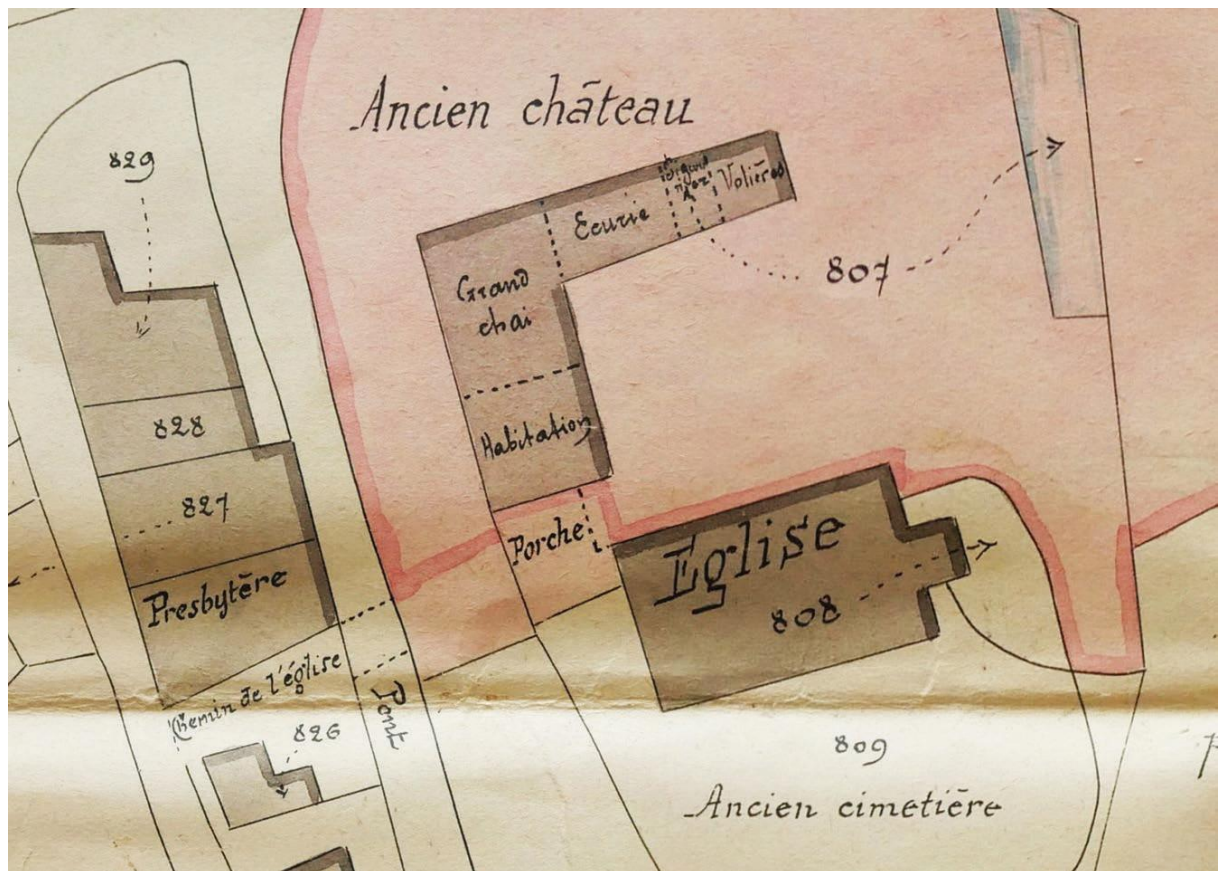 Ancien château
829
Ecurie
Volières
Grand
chai
807
828
Habitation
827
Porche
Eglise
808
Presbytère
Chemin de l'église
Pont
826
809
Ancien cimetière